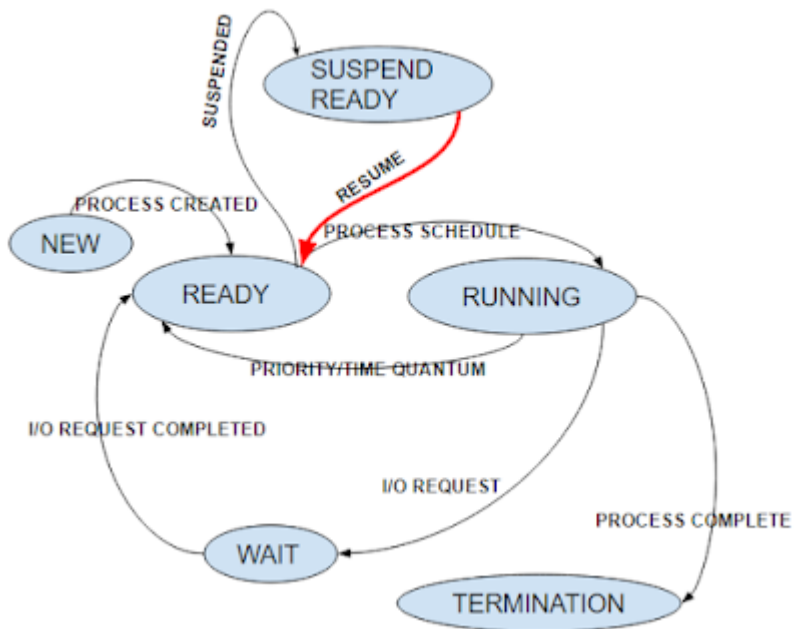 SUSPENDED
SUSPEND
READY
RESUME
PROCESS CREATED
NEW
PROCESS SCHEDULE
READY
RUNNING
PRIORITY/TIME QUANTUM
I/O REQUEST COMPLETED
I/O REQUEST
PROCESS COMPLETE
WAIT
TERMINATION